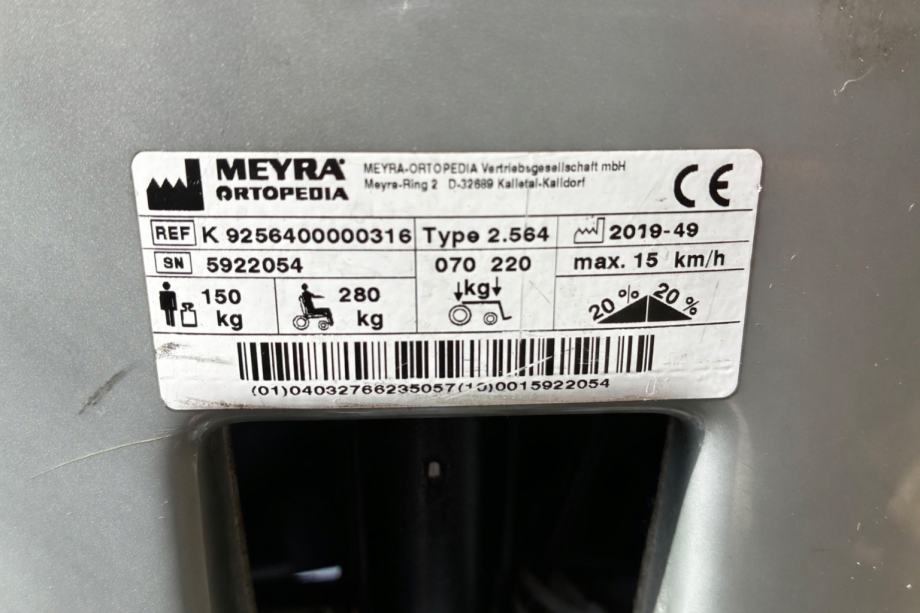 MEYRA
ORTOPEDIA
MEYRA-ORTOPEDIA Vertriebsgesellschaft mbH
Meyra-Ring 2 D-32689 Kalletal-Kalldorf
CE
REF K 9256400000316 Type 2.564 2019-49
SN 5922054 070 220 max. 15 km/h
150 kg 280 kg kg 20 % 20 %
(01)04032766235057(10)0015922054